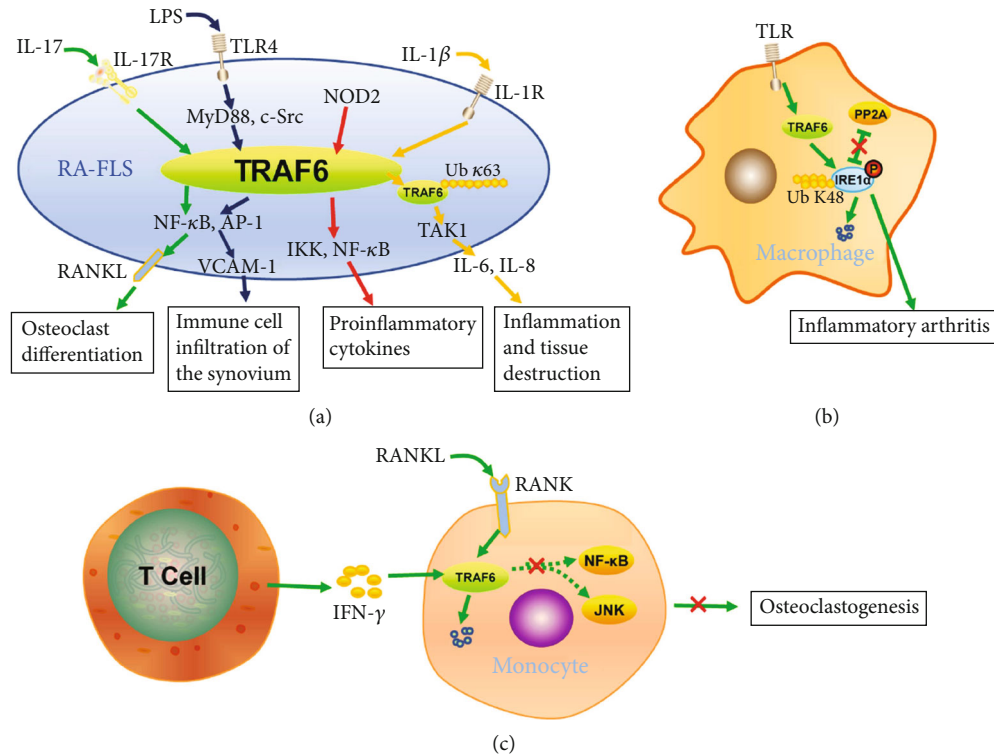 LPS
IL-17
IL-17R
TLR4
IL-1β
IL-1R
MyD88, c-Src
NOD2
RA-FLS
TRAF6
TRAF6
Ub κ63
NF-κB, AP-1
TAK1
RANKL
VCAM-1
IKK, NF-κB
IL-6, IL-8
Osteoclast
differentiation
Immune cell
infiltration of
the synovium
Proinflammatory
cytokines
Inflammation
and tissue
destruction
(a)
TLR
TRAF6
PP2A
P
IRE1α
Ub K48
Macrophage
Inflammatory arthritis
(b)
RANKL
RANK
T Cell
IFN-γ
TRAF6
NF-κB
JNK
Monocyte
Osteoclastogenesis
(c)